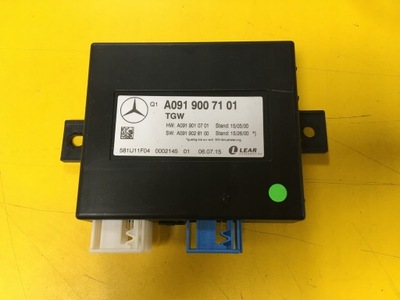 Q1 A091 900 71 01
TGW
HW: A091 901 07 01 Stand: 15/05/00
SW: A091 902 81 00 Stand: 15/26/00 *)
581U11F04 0002145 01 06.07.15 LEAR